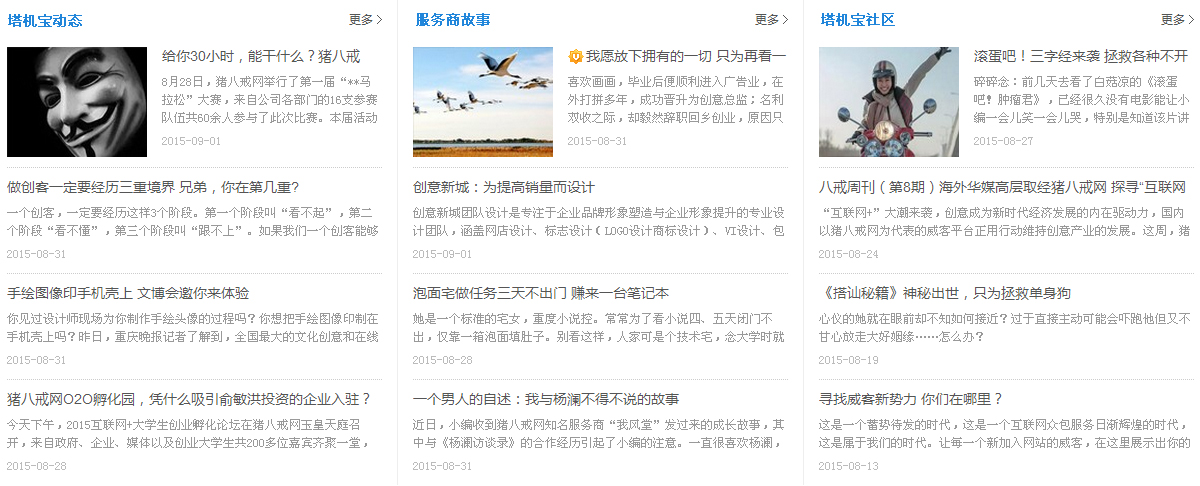 塔机宝动态
更多
给你30小时，能干什么？猪八戒
8月28日，猪八戒网举行了第一届“**马
拉松”大赛，来自公司各部门的16支参赛
队伍共60余人参与了此次比赛。本届活动
2015-09-01
做创客一定要经历三重境界 兄弟，你在第几重?
一个创客，一定要经历这样3个阶段。第一个阶段叫“看不起”，第二
个阶段“看不懂”，第三个阶段叫“跟不上”。如果我们一个创客能够
2015-08-31
手绘图像印手机壳上 文博会邀你来体验
你见过设计师现场为你制作手绘头像的过程吗？你想把手绘图像印制在
手机壳上吗？昨日，重庆晚报记者了解到，全国最大的文化创意和在线
2015-08-31
猪八戒网O2O孵化园，凭什么吸引俞敏洪投资的企业入驻？
今天下午，2015互联网+大学生创业孵化论坛在猪八戒网玉皇天庭召
开，来自政府、企业、媒体以及创业大学生共200多位嘉宾齐聚一堂，
2015-08-28
服务商故事
更多
我愿放下拥有的一切 只为再看一
喜欢画画，毕业后便顺利进入广告业，在
外打拼多年，成功晋升为创意总监；名利
双收之际，却毅然辞职回乡创业，原因只
2015-08-31
创意新城：为提高销量而设计
创意新城团队设计是专注于企业品牌形象塑造与企业形象提升的专业设
计团队，涵盖网店设计、标志设计（LOGO设计商标设计）、VI设计、包
2015-09-01
泡面宅做任务三天不出门 赚来一台笔记本
她是一个标准的宅女，重度小说控。常常为了看小说四、五天闭门不
出，仅靠一箱泡面填肚子。别看这样，人家可是个技术宅，念大学时就
2015-08-28
一个男人的自述：我与杨澜不得不说的故事
近日，小编收到猪八戒网知名服务商“我风堂”发过来的成长故事，其
中与《杨澜访谈录》的合作经历引起了小编的注意。一直很喜欢杨澜，
2015-08-31
塔机宝社区
更多
滚蛋吧！三字经来袭 拯救各种不开
碎碎念：前几天去看了白菇凉的《滚蛋
吧！肿瘤君》，已经很久没有电影能让小
编一会儿笑一会儿哭，特别是知道该片讲
2015-08-27
八戒周刊（第8期）海外华媒高层取经猪八戒网 探寻“互联网
“互联网+”大潮来袭，创意成为新时代经济发展的内在驱动力，国内
以猪八戒网为代表的威客平台正用行动维持创意产业的发展。这周，猪
2015-08-24
《搭讪秘籍》神秘出世，只为拯救单身狗
心仪的她就在眼前却不知如何接近？过于直接主动可能会吓跑他但又不
甘心放走大好姻缘……怎么办？
2015-08-19
寻找威客新势力 你们在哪里？
这是一个蓄势待发的时代，这是一个互联网众包服务日渐辉煌的时代，
这是属于我们的时代。让每一个新加入网站的威客，在这里展示出你的
2015-08-13